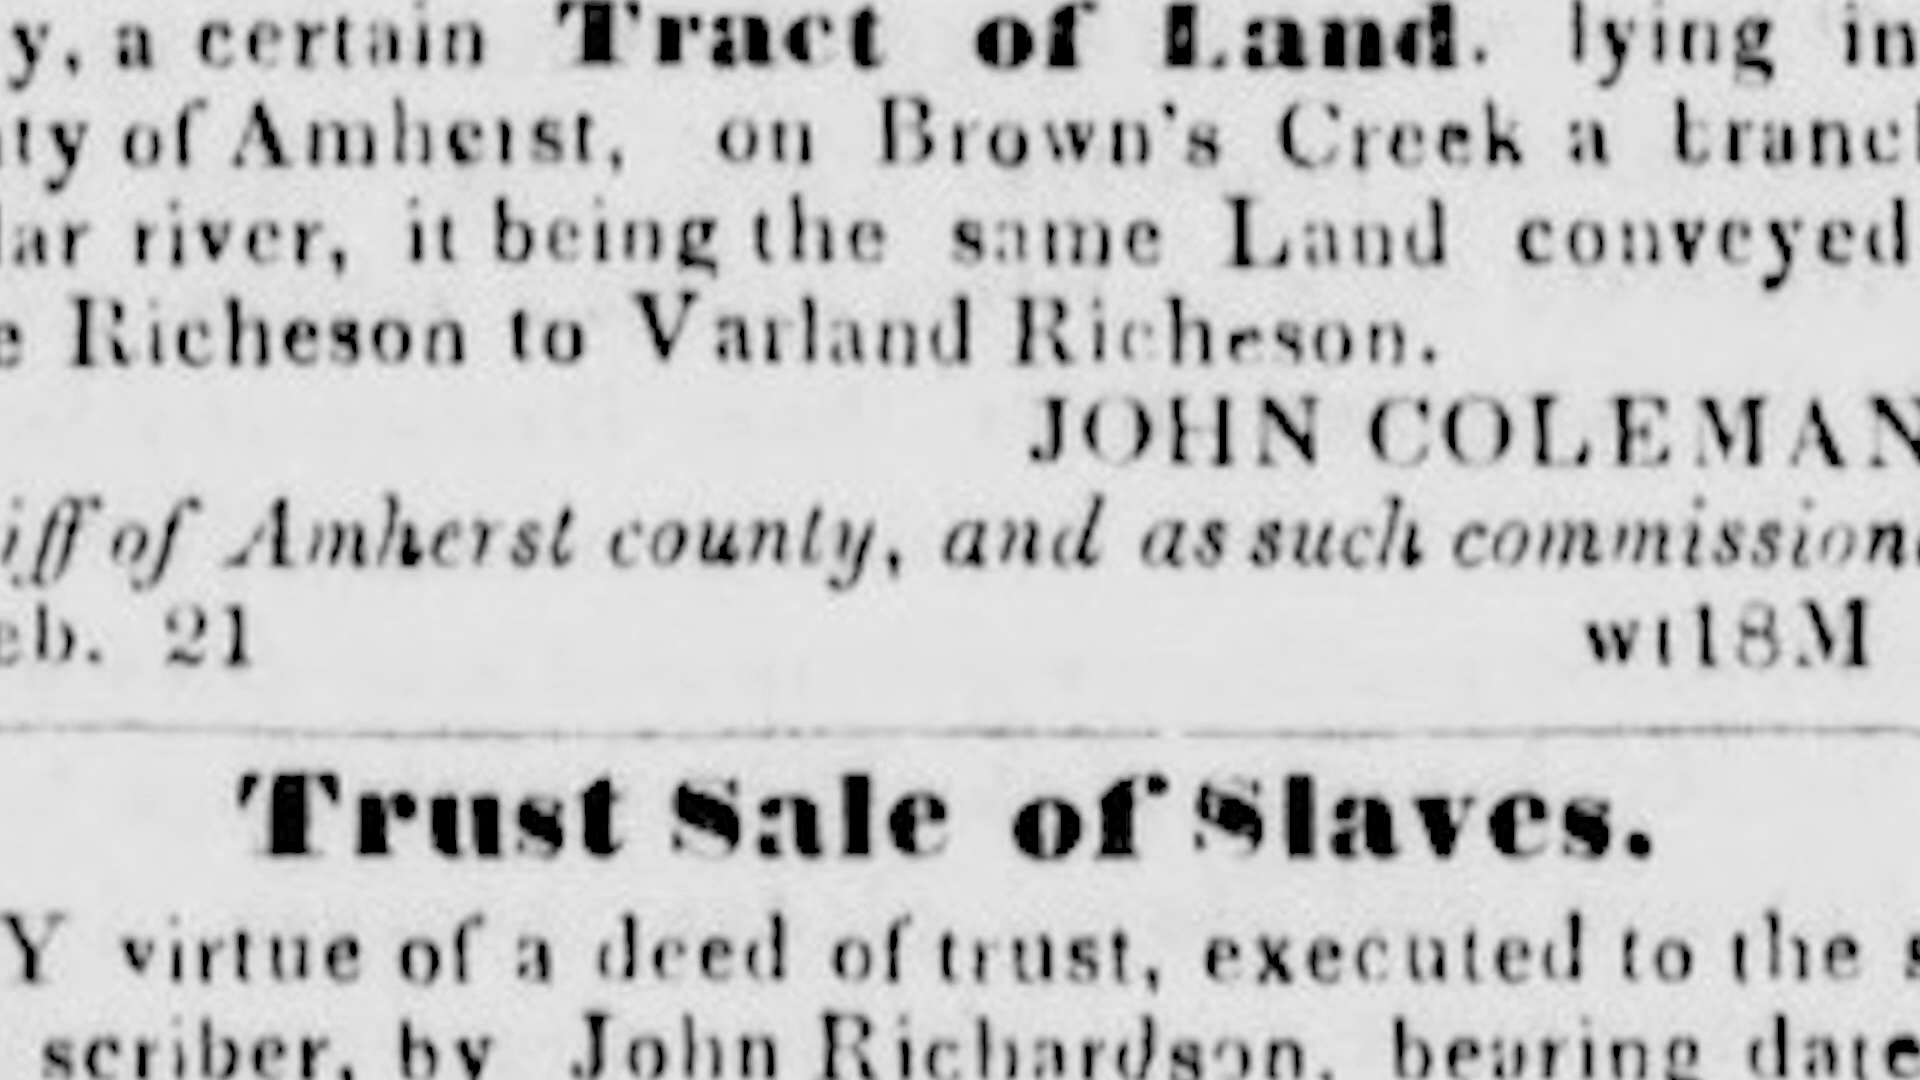 y, a certain Tract of Land. lying in
ty of Amherst, on Brown's Creek a branch
lar river, it being the same Land conveyed
e Richeson to Varland Richeson.
JOHN COLEMAN
iff of Amherst county, and as such commission
eb. 21 wt18M
Trust Sale of Slaves.
Y virtue of a deed of trust, executed to the s
scriber, by John Richardson, bearing date